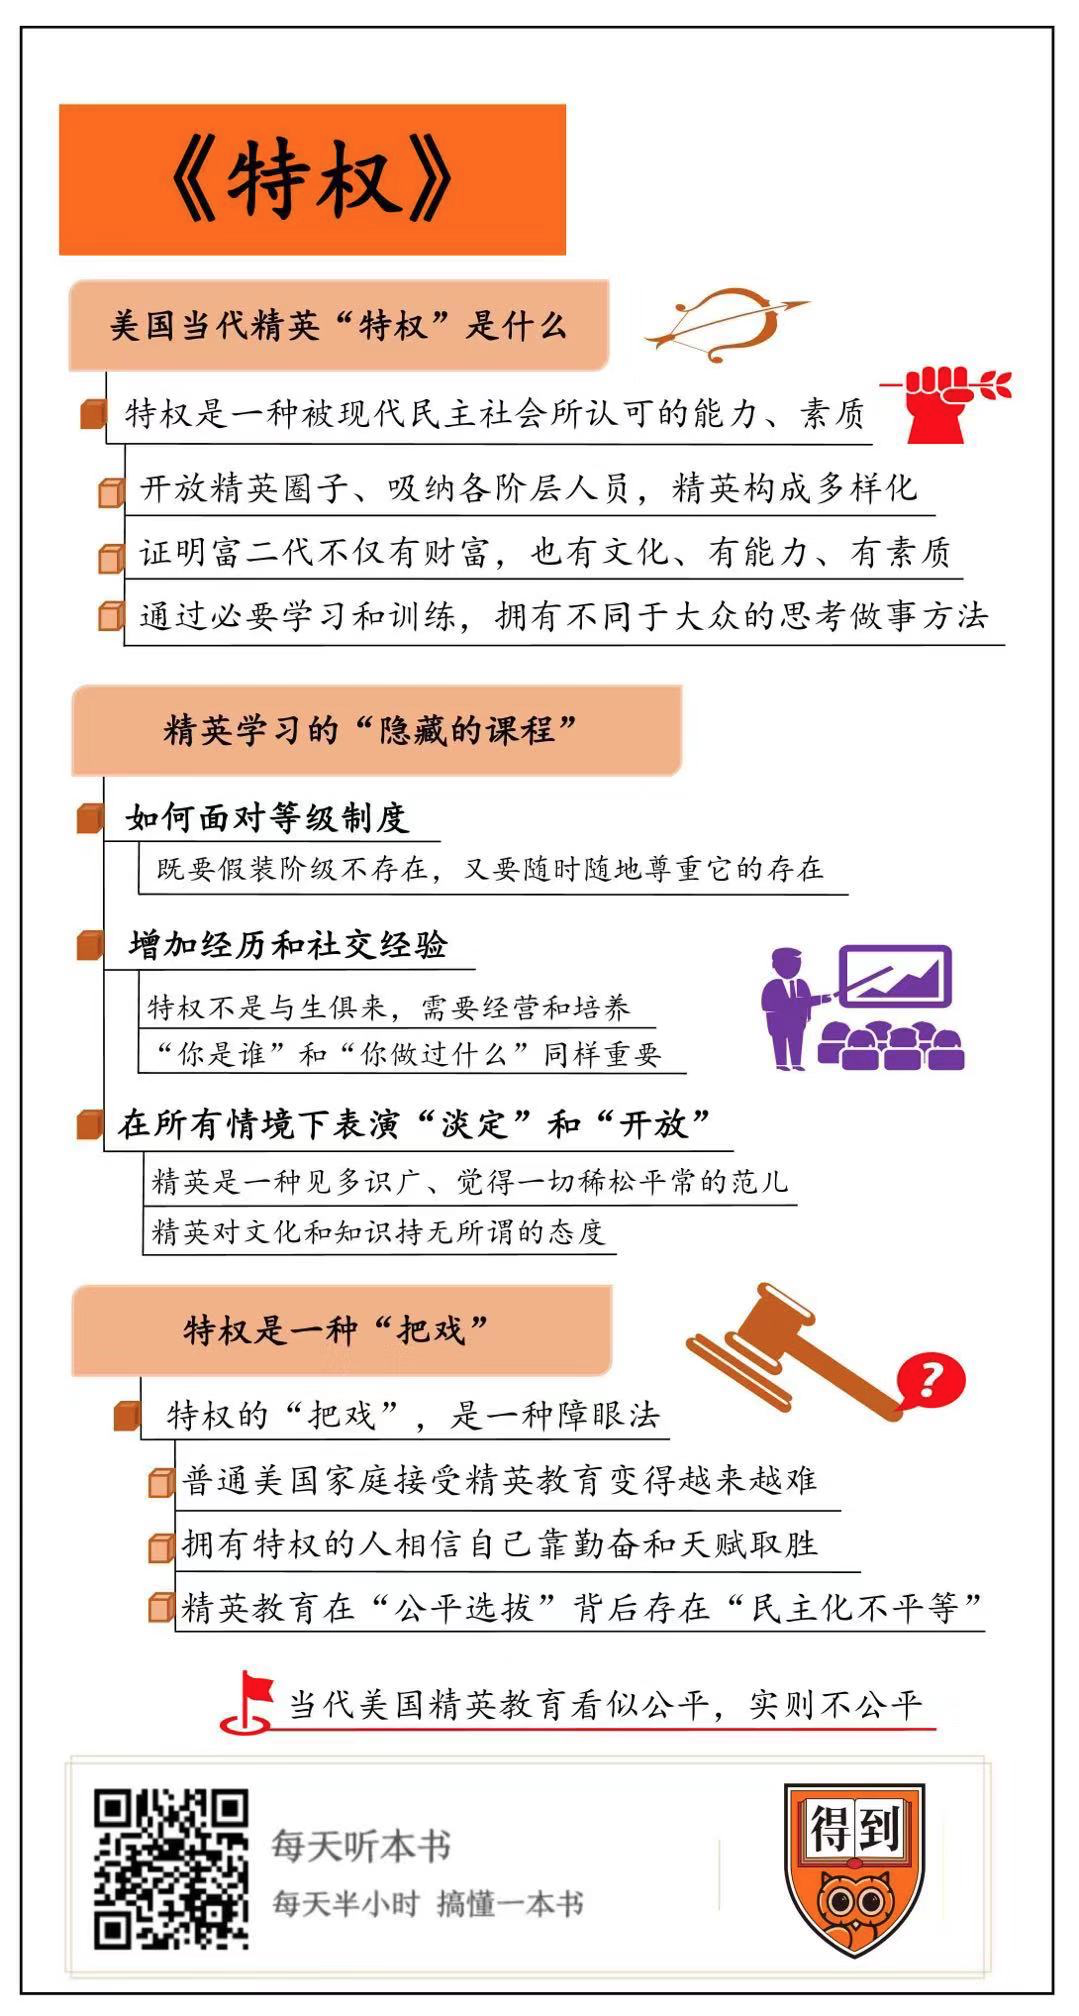 《特权》
美国当代精英“特权”是什么
特权是一种被现代民主社会所认可的能力、素质
开放精英圈子、吸纳各阶层人员，精英构成多样化
证明富二代不仅有财富，也有文化、有能力、有素质
通过必要学习和训练，拥有不同于大众的思考做事方法
精英学习的“隐藏的课程”
如何面对等级制度
既要假装阶级不存在，又要随时随地尊重它的存在
增加经历和社交经验
特权不是与生俱来，需要经营和培养
“你是谁”和“你做过什么”同样重要
在所有情境下表演“淡定”和“开放”
精英是一种见多识广、觉得一切稀松平常的范儿
精英对文化和知识持无所谓的态度
特权是一种“把戏”
?
特权的“把戏”，是一种障眼法
普通美国家庭接受精英教育变得越来越难
拥有特权的人相信自己靠勤奋和天赋取胜
精英教育在“公平选拔”背后存在“民主化不平等”
当代美国精英教育看似公平，实则不公平
每天听本书
每天半小时 搞懂一本书
得到